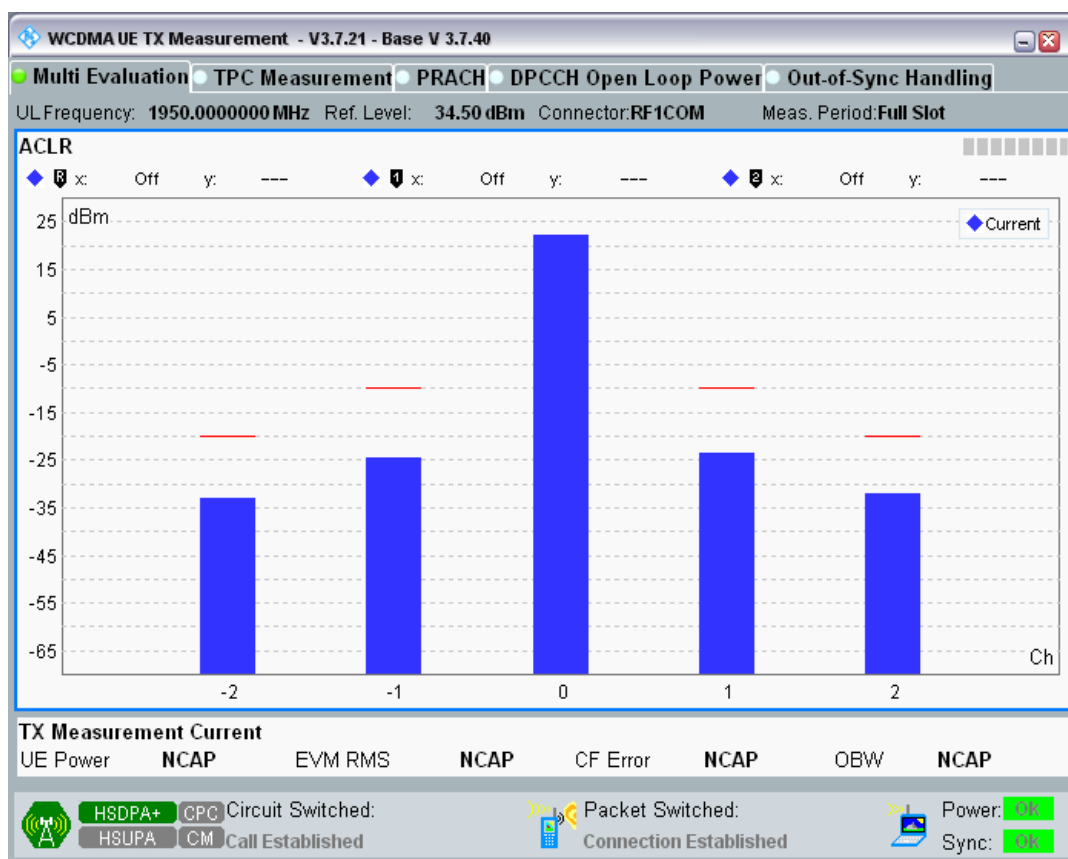 WCDMA UE TX Measurement - V3.7.21 - Base V 3.7.40
Multi Evaluation TPC Measurement PRACH DPCCH Open Loop Power Out-of-Sync Handling
UL Frequency: 1950.0000000 MHz Ref. Level: 34.50 dBm Connector:RF1COM Meas. Period:Full Slot
ACLR
R x: Off y: --- 1 x: Off y: --- 2 x: Off y: ---
dBm
Current
25
15
5
-5
-15
-25
-35
-45
-55
-65
Ch
-2 -1 0 1 2
TX Measurement Current
UE Power NCAP EVM RMS NCAP CF Error NCAP OBW NCAP
HSDPA+ CPC Circuit Switched: Packet Switched: Power: OK
HSUPA CM Call Established Connection Established Sync: OK